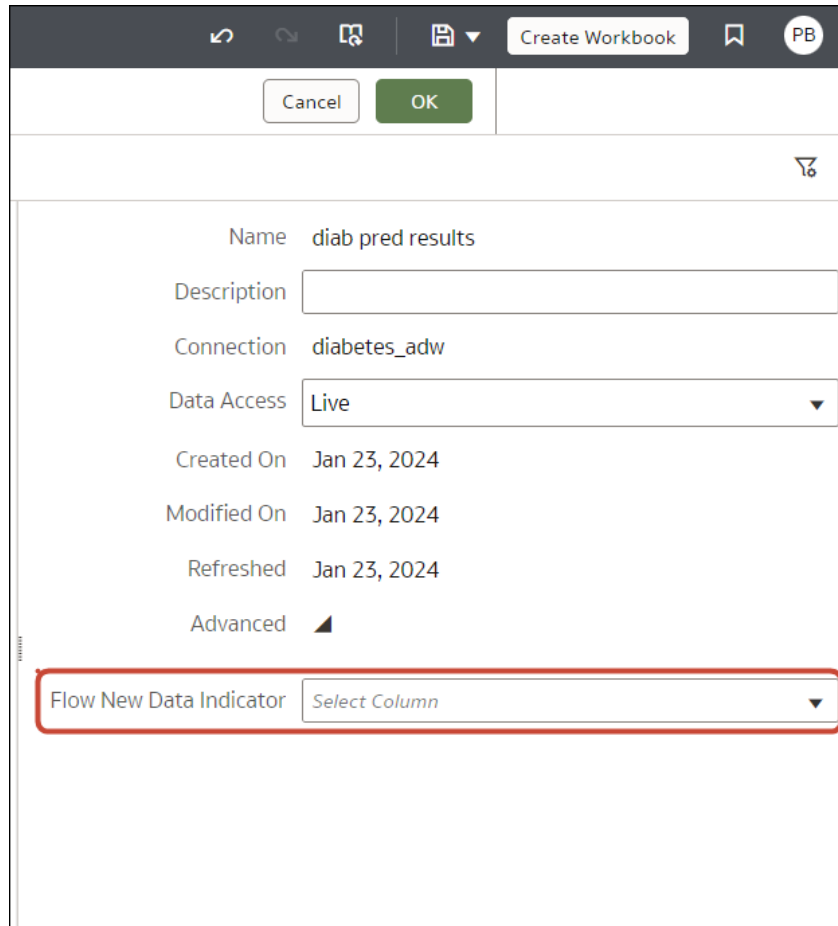 Create Workbook
PB
Cancel
OK
Name diab pred results
Description
Connection diabetes_adw
Data Access Live
Created On Jan 23, 2024
Modified On Jan 23, 2024
Refreshed Jan 23, 2024
Advanced
Flow New Data Indicator Select Column